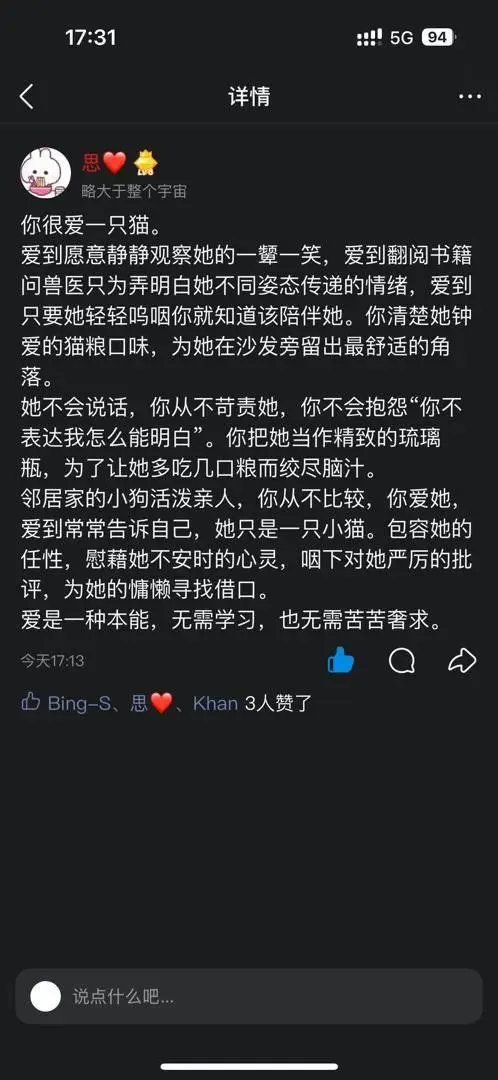 17:31
5G 94
详情
思❤️
略大于整个宇宙
你很爱一只猫。
爱到愿意静静观察她的一颦一笑，爱到翻阅书籍
问兽医只为弄明白她不同姿态传递的情绪，爱到
只要她轻轻呜咽你就知道该陪伴她。你清楚她钟
爱的猫粮口味，为她在沙发旁留出最舒适的角
落。
她不会说话，你从不苛责她，你不会抱怨“你不
表达我怎么能明白”。你把她当作精致的琉璃
瓶，为了让她多吃几口粮而绞尽脑汁。
邻居家的小狗活泼亲人，你从不比较，你爱她，
爱到常常告诉自己，她只是一只小猫。包容她的
任性，慰藉她不安时的心灵，咽下对她严厉的批
评，为她的慵懒寻找借口。
爱是一种本能，无需学习，也无需苦苦奢求。
今天17:13
Bing-S、思❤️、Khan 3人赞了
说点什么吧...